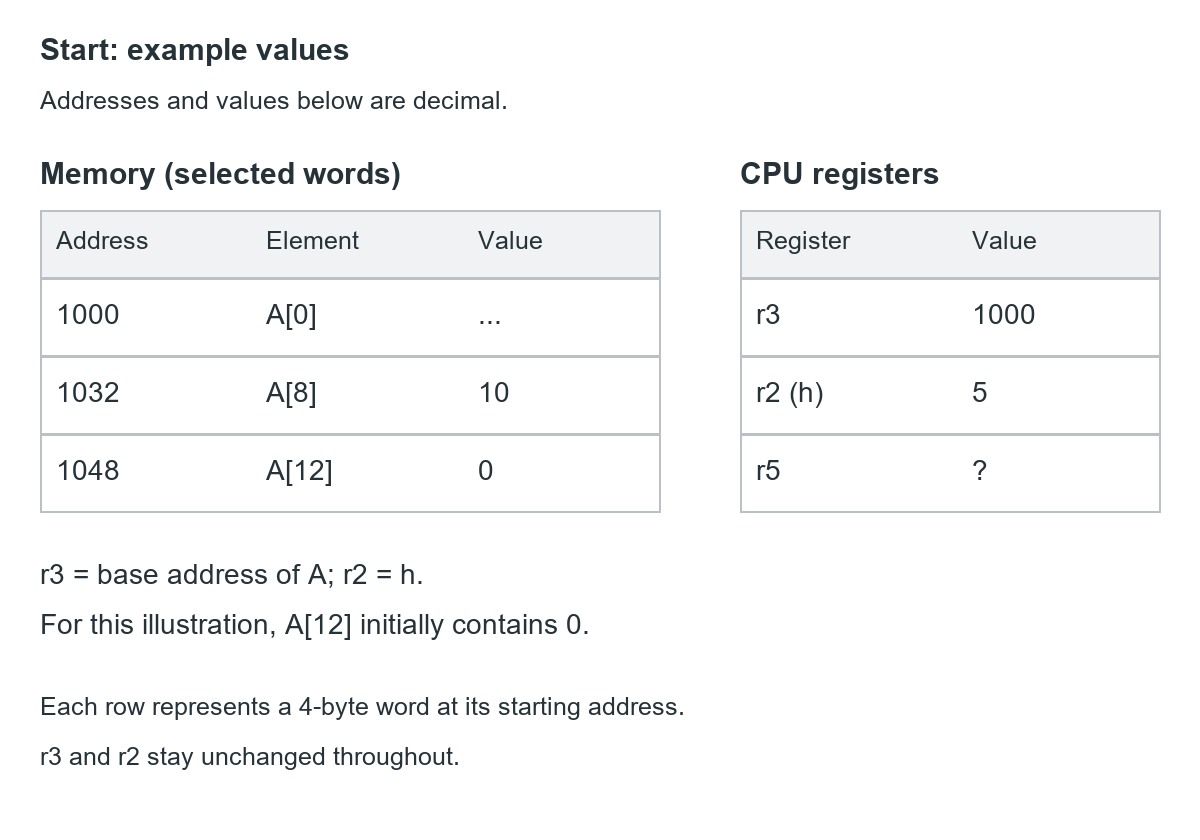 Start: example values
Addresses and values below are decimal.
Memory (selected words)
Address Element Value
1000 A[0] ...
1032 A[8] 10
1048 A[12] 0
CPU registers
Register Value
r3 1000
r2 (h) 5
r5 ?
r3 = base address of A; r2 = h.
For this illustration, A[12] initially contains 0.
Each row represents a 4-byte word at its starting address.
r3 and r2 stay unchanged throughout.